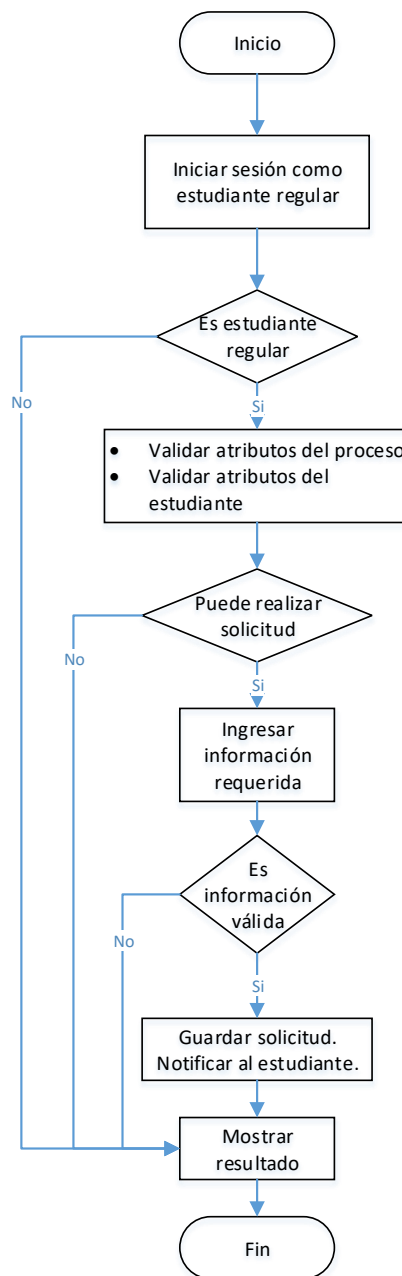 Inicio
Iniciar sesión como
estudiante regular
Es estudiante
regular
No
Si
• Validar atributos del proceso
• Validar atributos del
estudiante
Puede realizar
solicitud
No
Si
Ingresar
información
requerida
Es
información
válida
No
Si
Guardar solicitud.
Notificar al estudiante.
Mostrar
resultado
Fin